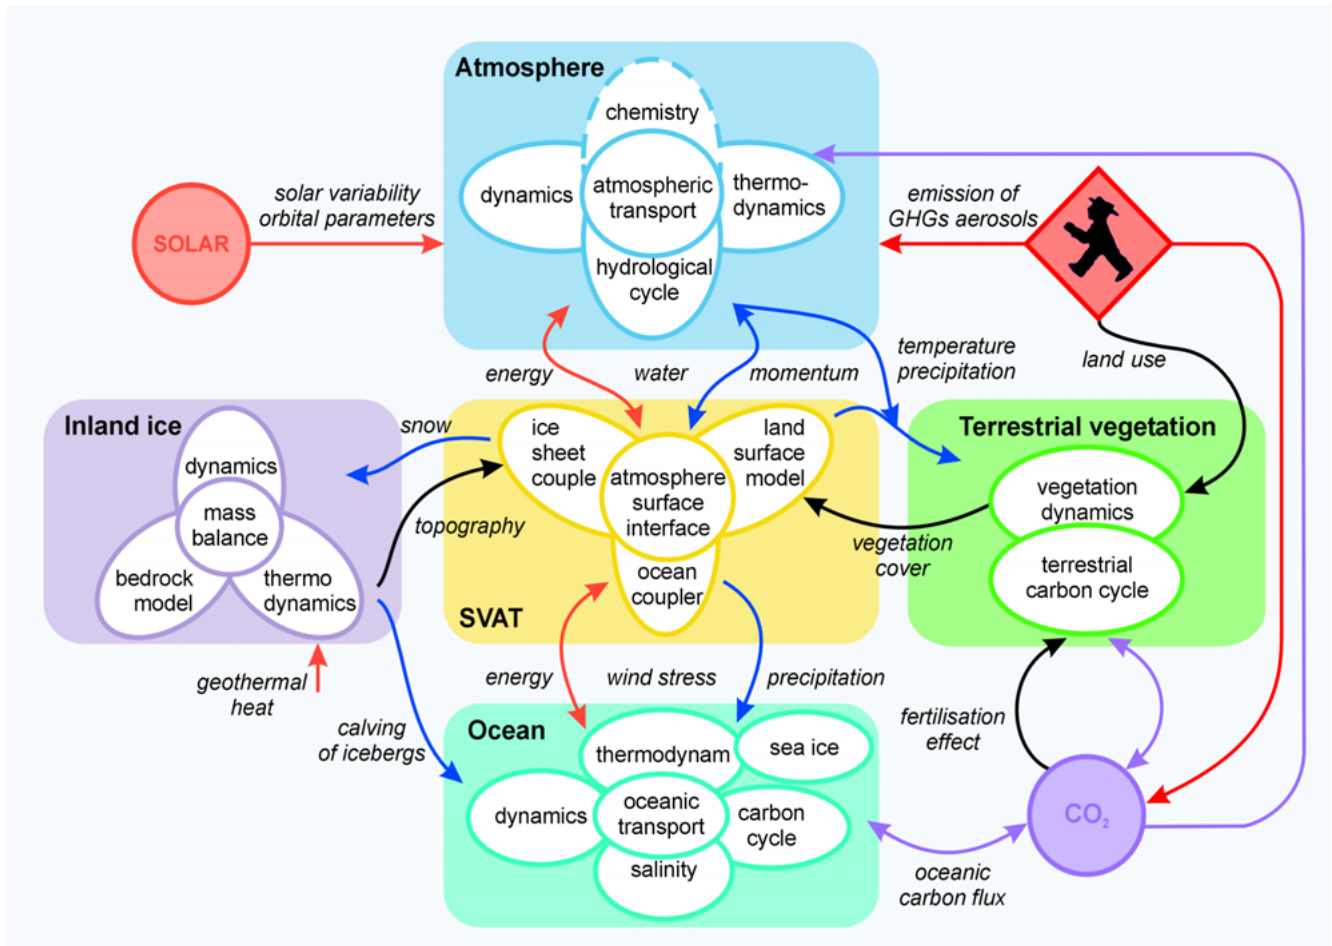 Atmosphere
chemistry
dynamics
atmospheric
transport
thermo-
dynamics
hydrological
cycle
SOLAR
solar variability
orbital parameters
emission of
GHGs aerosols
land use
energy
water
momentum
temperature
precipitation
Inland ice
dynamics
mass
balance
bedrock
model
thermo
dynamics
snow
topography
geothermal
heat
calving
of icebergs
ice
sheet
couple
land
surface
model
atmosphere
surface
interface
ocean
coupler
SVAT
Terrestrial vegetation
vegetation
dynamics
terrestrial
carbon cycle
vegetation
cover
energy
wind stress
precipitation
fertilisation
effect
Ocean
thermodynam
sea ice
dynamics
oceanic
transport
carbon
cycle
salinity
CO₂
oceanic
carbon flux